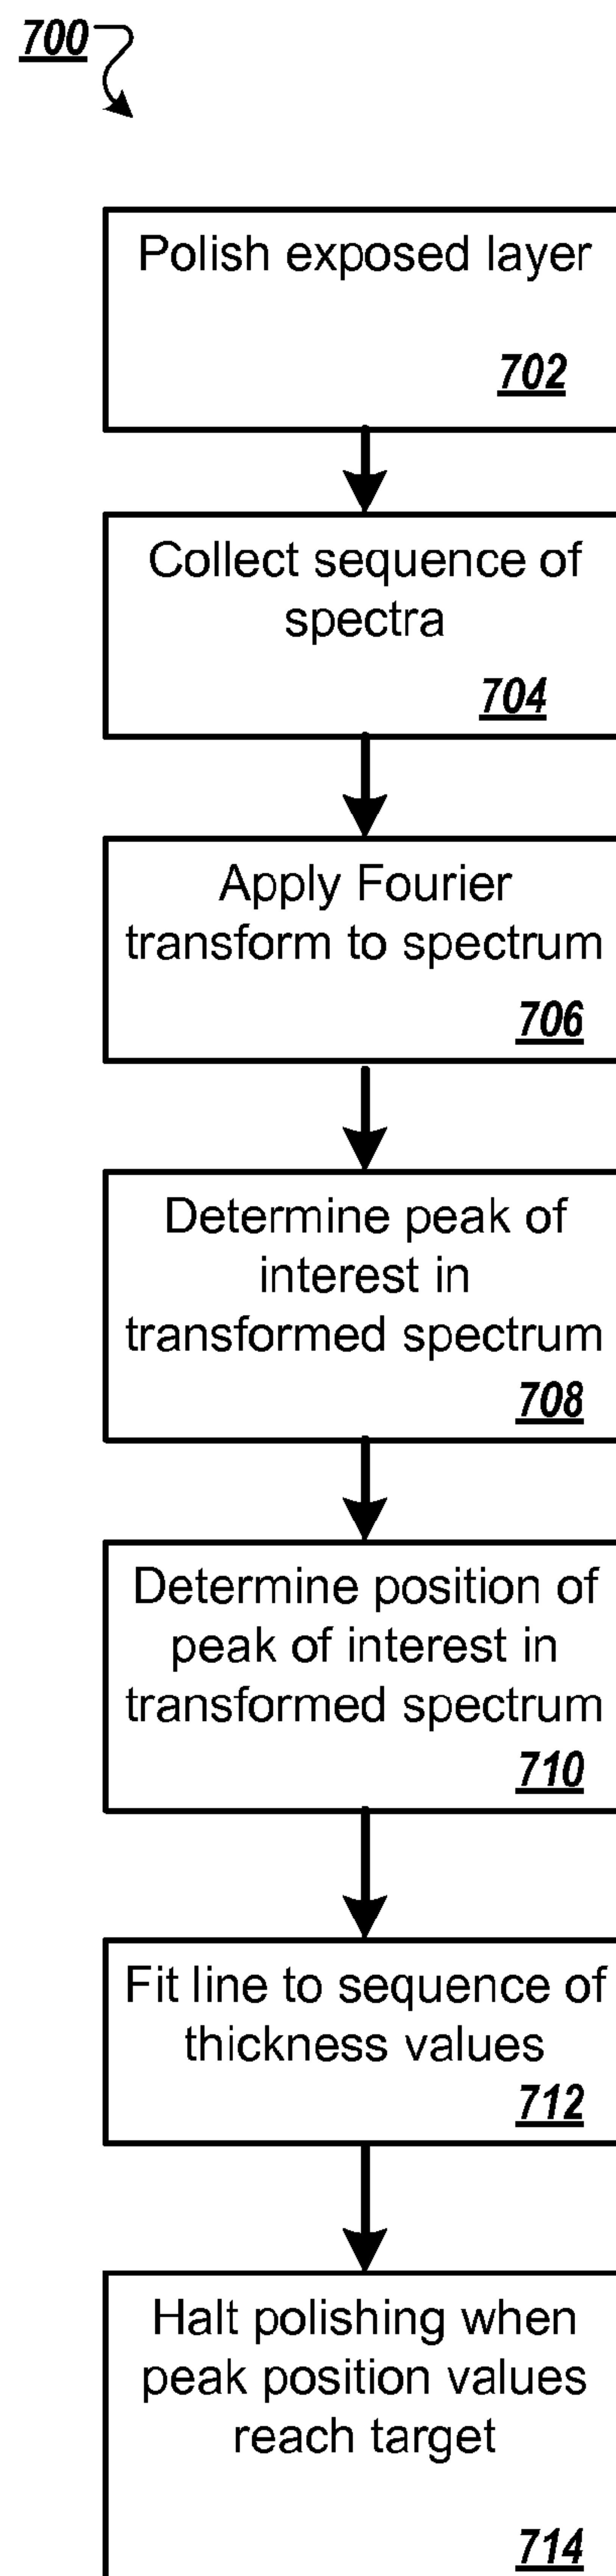 700
Polish exposed layer
702
Collect sequence of
spectra
704
Apply Fourier
transform to spectrum
706
Determine peak of
interest in
transformed spectrum
708
Determine position of
peak of interest in
transformed spectrum
710
Fit line to sequence of
thickness values
712
Halt polishing when
peak position values
reach target
714